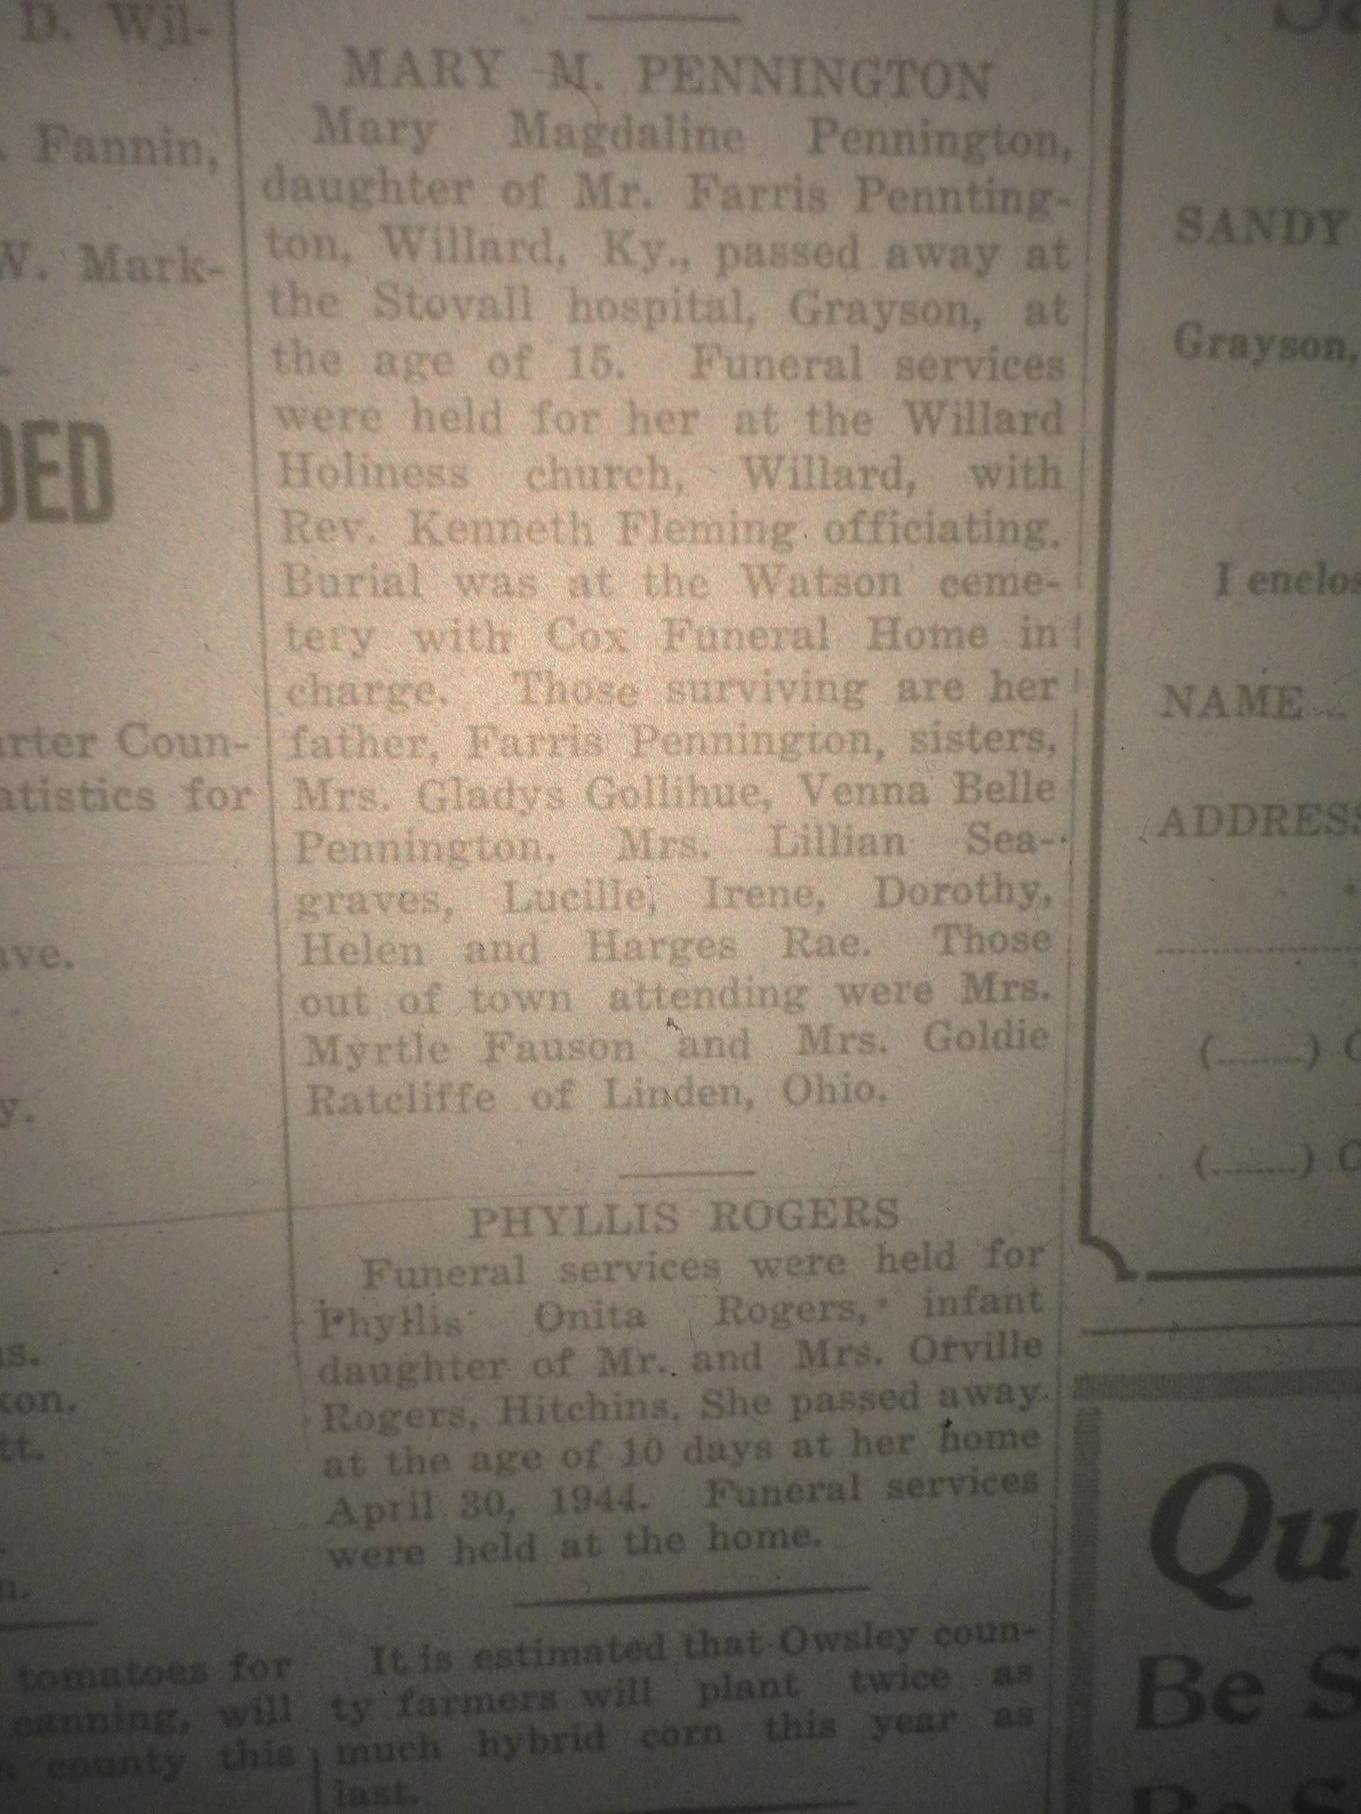 D. Wil-
Fannin,
W. Mark-
DED
arter Coun-
atistics for
ave.
y.
is.
xon.
tt.
n.
tomatoes for
canning, will
county this
MARY M. PENNINGTON
Mary Magdaline Pennington,
daughter of Mr. Farris Pennting-
ton, Willard, Ky., passed away at
the Stovall hospital, Grayson, at
the age of 15. Funeral services
were held for her at the Willard
Holiness church, Willard, with
Rev. Kenneth Fleming officiating.
Burial was at the Watson ceme-
tery with Cox Funeral Home in
charge. Those surviving are her
father, Farris Pennington, sisters,
Mrs. Gladys Gollihue, Venna Belle
Pennington, Mrs. Lillian Sea-
graves, Lucille, Irene, Dorothy,
Helen and Harges Rae. Those
out of town attending were Mrs.
Myrtle Fauson and Mrs. Goldie
Ratcliffe of Linden, Ohio.
PHYLLIS ROGERS
Funeral services were held for
Phyllis Onita Rogers, infant
daughter of Mr. and Mrs. Orville
Rogers, Hitchins. She passed away
at the age of 10 days at her home
April 30, 1944. Funeral services
were held at the home.
It is estimated that Owsley coun-
ty farmers will plant twice as
much hybrid corn this year as
last.
SANDY
Grayson,
I enclos
NAME
ADDRESS
(........) C
(........) C
Qu
Be S